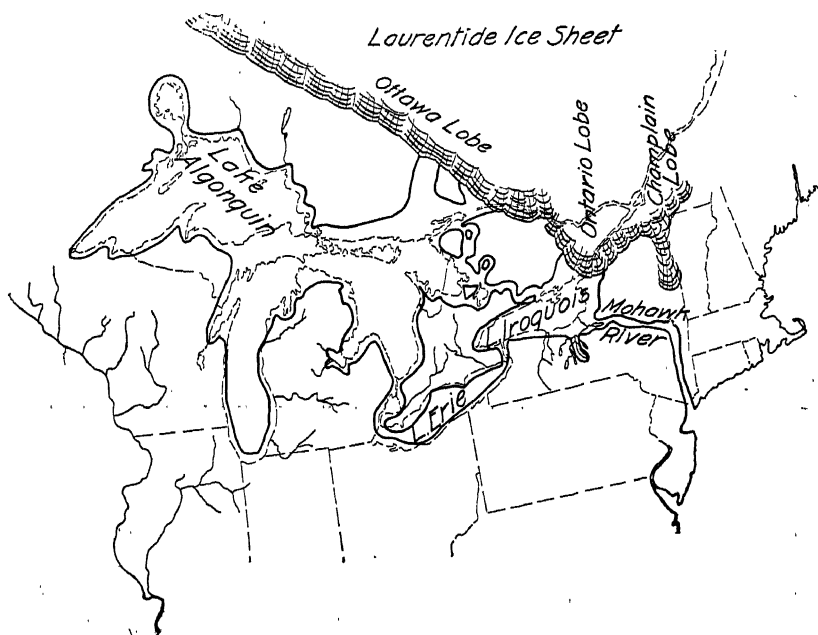 Laurentide Ice Sheet
Ottawa Lobe
Ontario Lobe
Champlain
Lobe
Lake
Algonquin
L. Iroquois
Mohawk
River
L. Erie